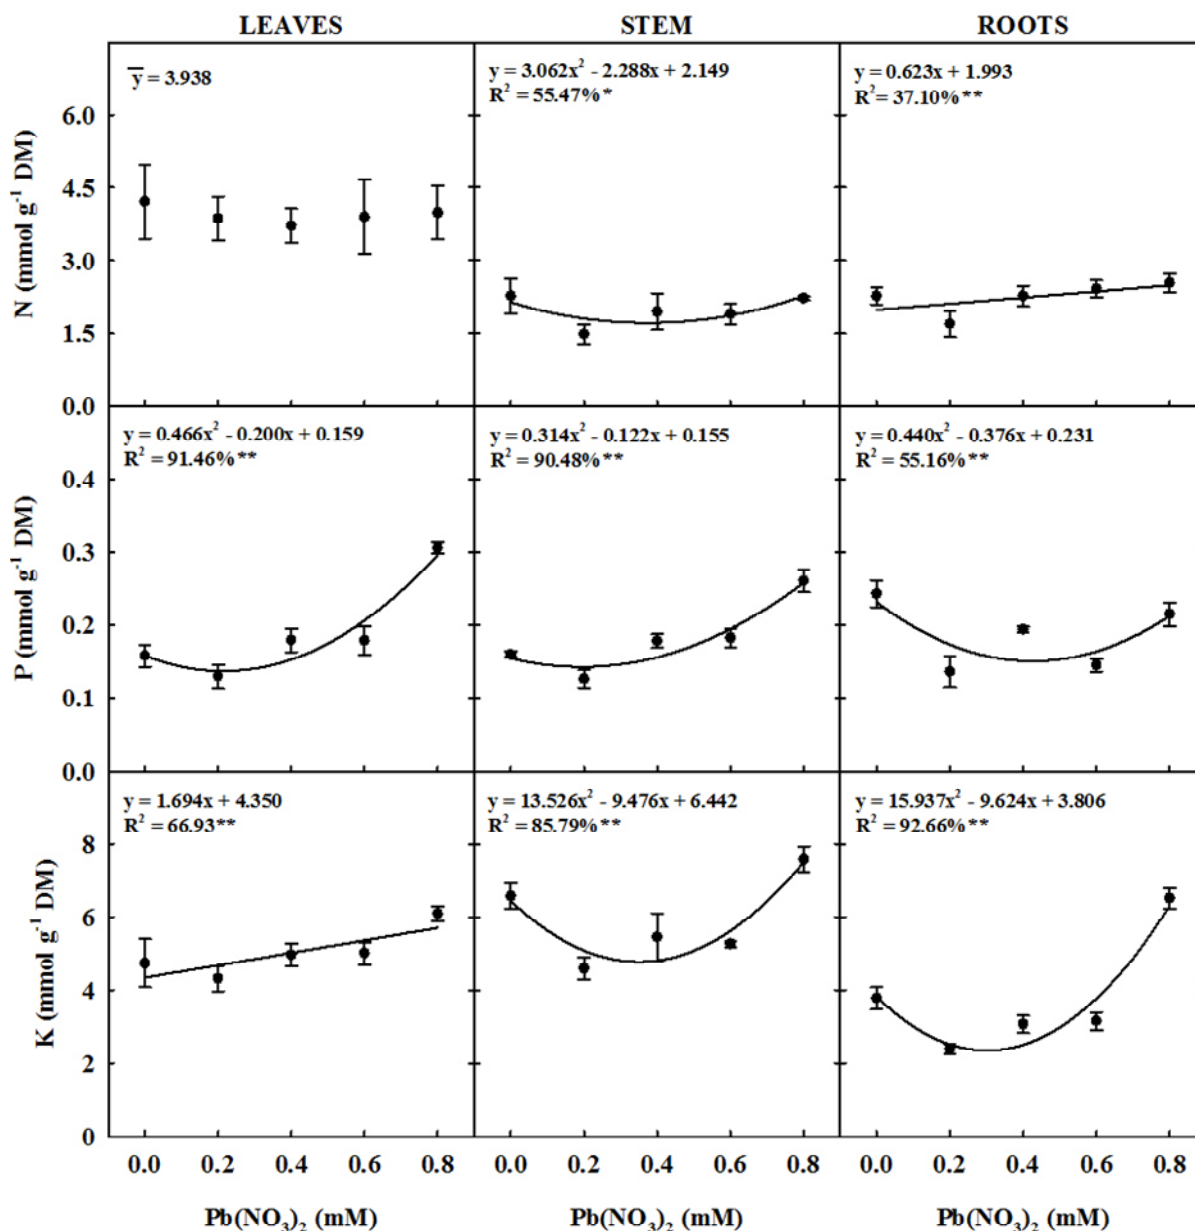 LEAVES STEM ROOTS
N (mmol g⁻¹ DM)
6.0
4.5
3.0
1.5
0.0
y̅ = 3.938
y = 3.062x² - 2.288x + 2.149
R² = 55.47%*
y = 0.623x + 1.993
R²= 37.10%**
P (mmol g⁻¹ DM)
0.4
0.3
0.2
0.1
0.0
y = 0.466x² - 0.200x + 0.159
R² = 91.46%**
y = 0.314x² - 0.122x + 0.155
R² = 90.48%**
y = 0.440x² - 0.376x + 0.231
R² = 55.16%**
K (mmol g⁻¹ DM)
8
6
4
2
0
y = 1.694x + 4.350
R² = 66.93**
y = 13.526x² - 9.476x + 6.442
R² = 85.79%**
y = 15.937x² - 9.624x + 3.806
R² = 92.66%**
0.0 0.2 0.4 0.6 0.8 0.0 0.2 0.4 0.6 0.8 0.0 0.2 0.4 0.6 0.8
Pb(NO₃)₂ (mM) Pb(NO₃)₂ (mM) Pb(NO₃)₂ (mM)